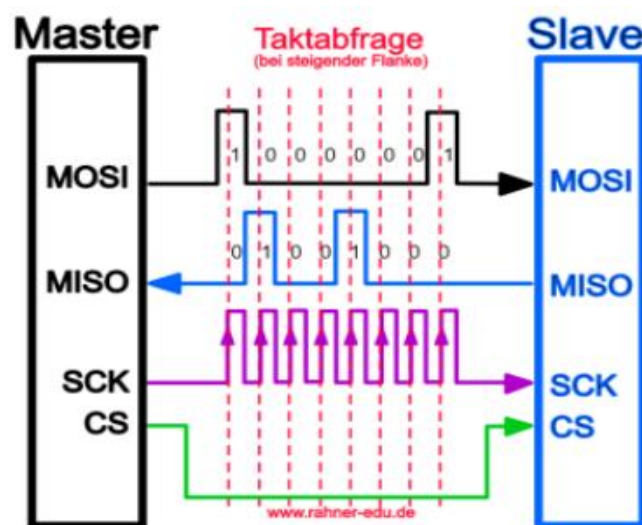 Master
Taktabfrage
(bei steigender Flanke)
Slave
1 0 0 0 0 0 0 1
MOSI
MOSI
0 1 0 0 1 0 0 0
MISO
MISO
SCK
SCK
CS
CS
www.rahner-edu.de